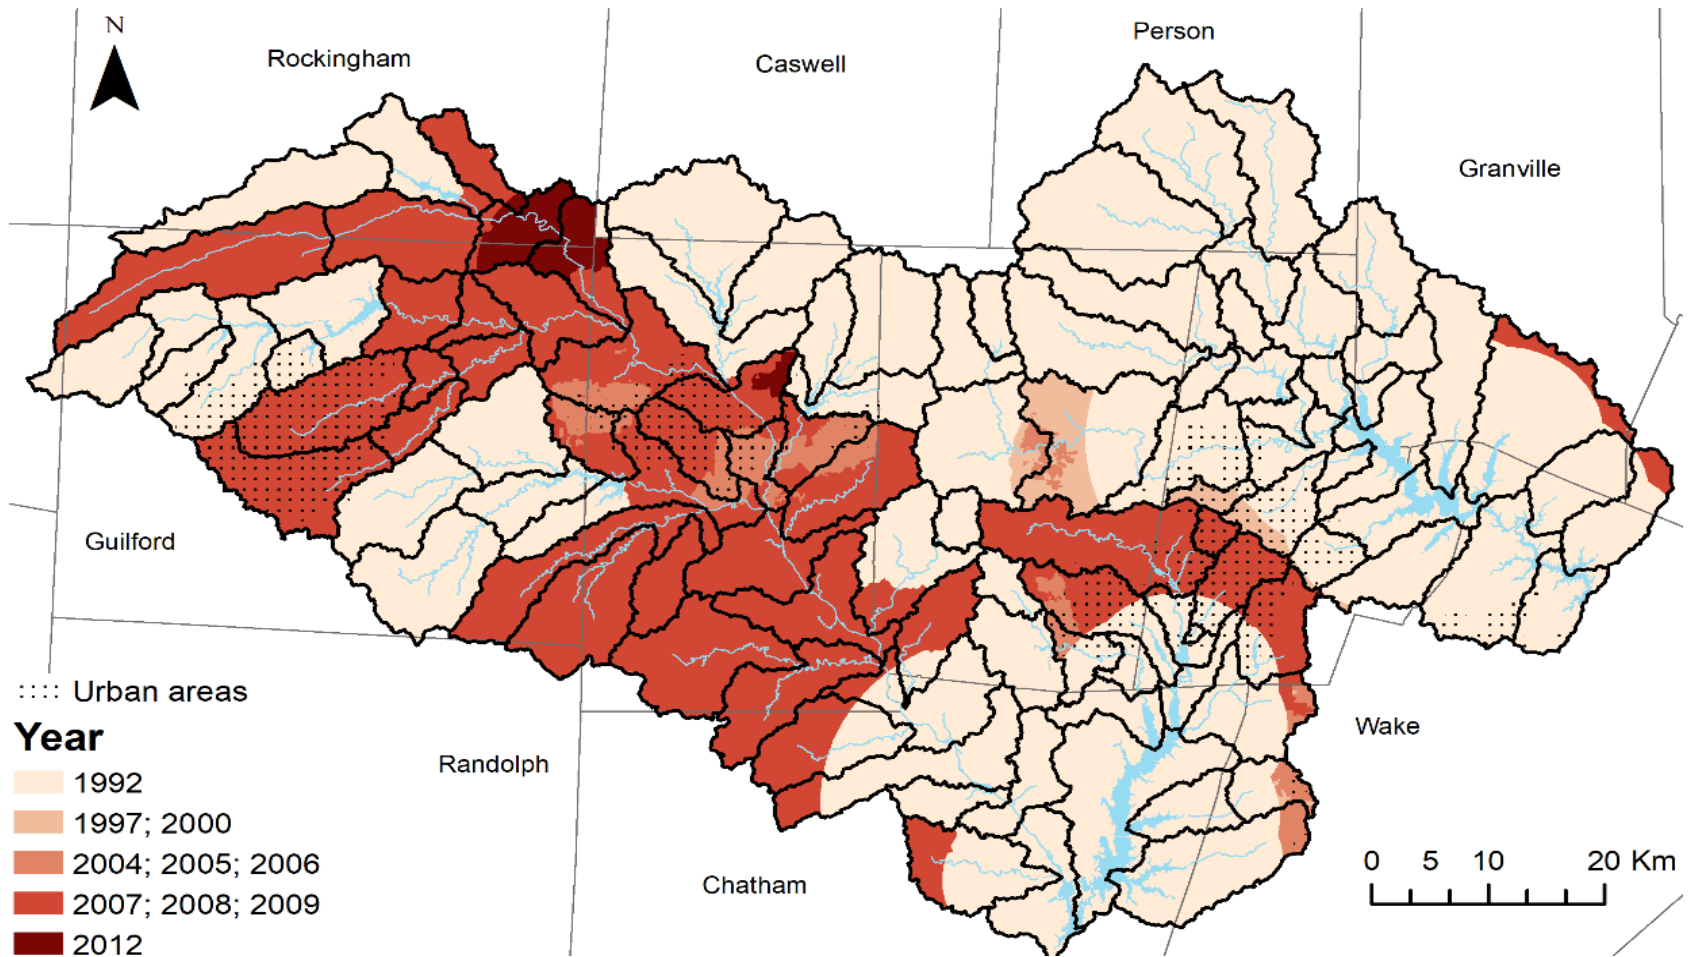 N
Rockingham
Caswell
Person
Granville
Guilford
Urban areas
Year
1992
1997; 2000
2004; 2005; 2006
2007; 2008; 2009
2012
Randolph
Chatham
Wake
0 5 10 20 Km